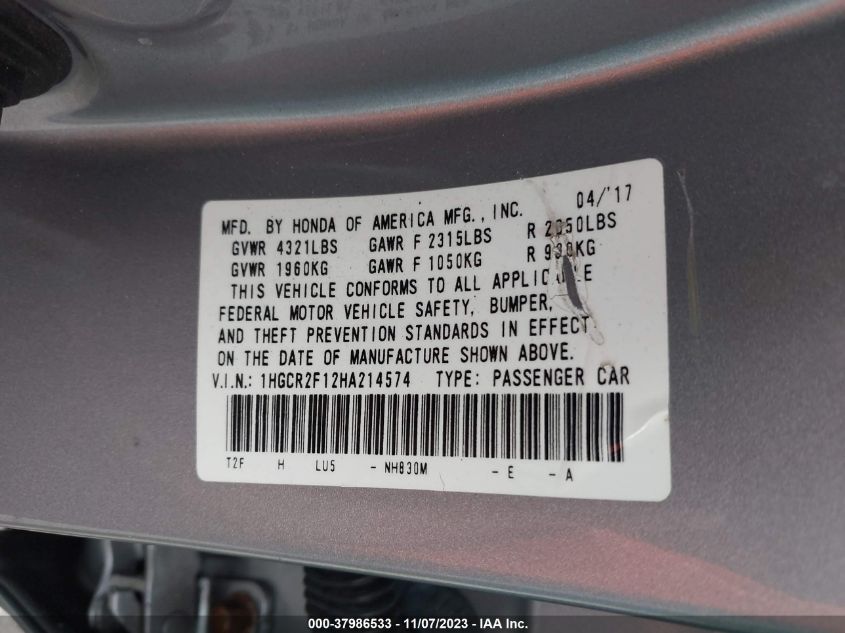 MFD. BY HONDA OF AMERICA MFG., INC. 04/'17
GVWR 4321LBS GAWR F 2315LBS R LBS
GVWR 1960KG GAWR F 1050KG R KG
THIS VEHICLE CONFORMS TO ALL
FEDERAL MOTOR VEHICLE SAFETY, BUMPER,
AND THEFT PREVENTION STANDARDS IN EFFECT
ON THE DATE OF MANUFACTURE SHOWN ABOVE.
V.I.N.: 1HGCR2F12HA214574 TYPE: PASSENGER CAR
T2F H LU5 - NH830M - E - A
000-37986533 — 11/07/2023 — IAA Inc.